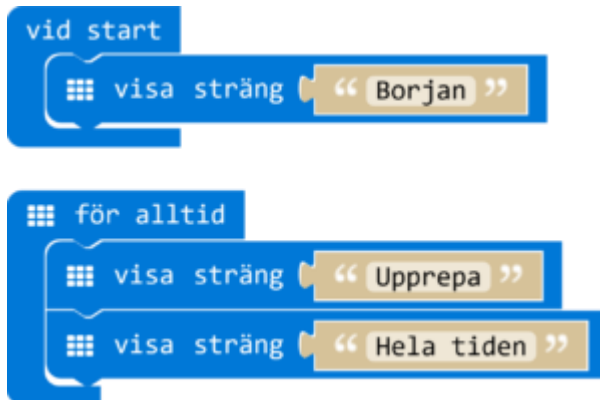 vid start
visa sträng “ Borjan ”
för alltid
visa sträng “ Upprepa ”
visa sträng “ Hela tiden ”